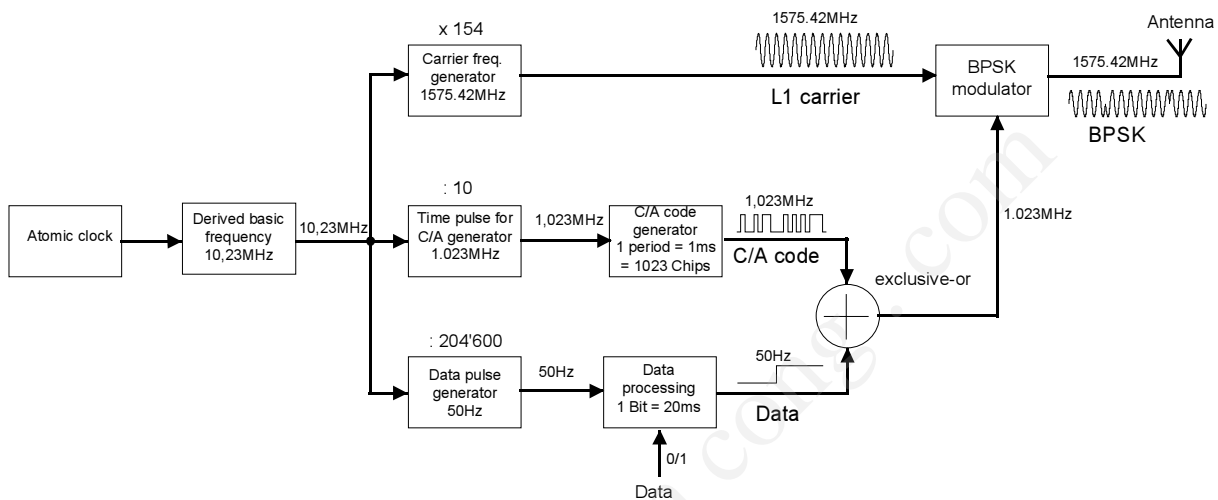 x 154
Carrier freq.
generator
1575.42MHz
1575.42MHz
L1 carrier
BPSK
modulator
Antenna
1575.42MHz
BPSK
Atomic clock
Derived basic
frequency
10,23MHz
10,23MHz
: 10
Time pulse for
C/A generator
1.023MHz
1,023MHz
C/A code
generator
1 period = 1ms
= 1023 Chips
1,023MHz
C/A code
1.023MHz
exclusive-or
: 204'600
Data pulse
generator
50Hz
50Hz
Data
processing
1 Bit = 20ms
50Hz
Data
0/1
Data